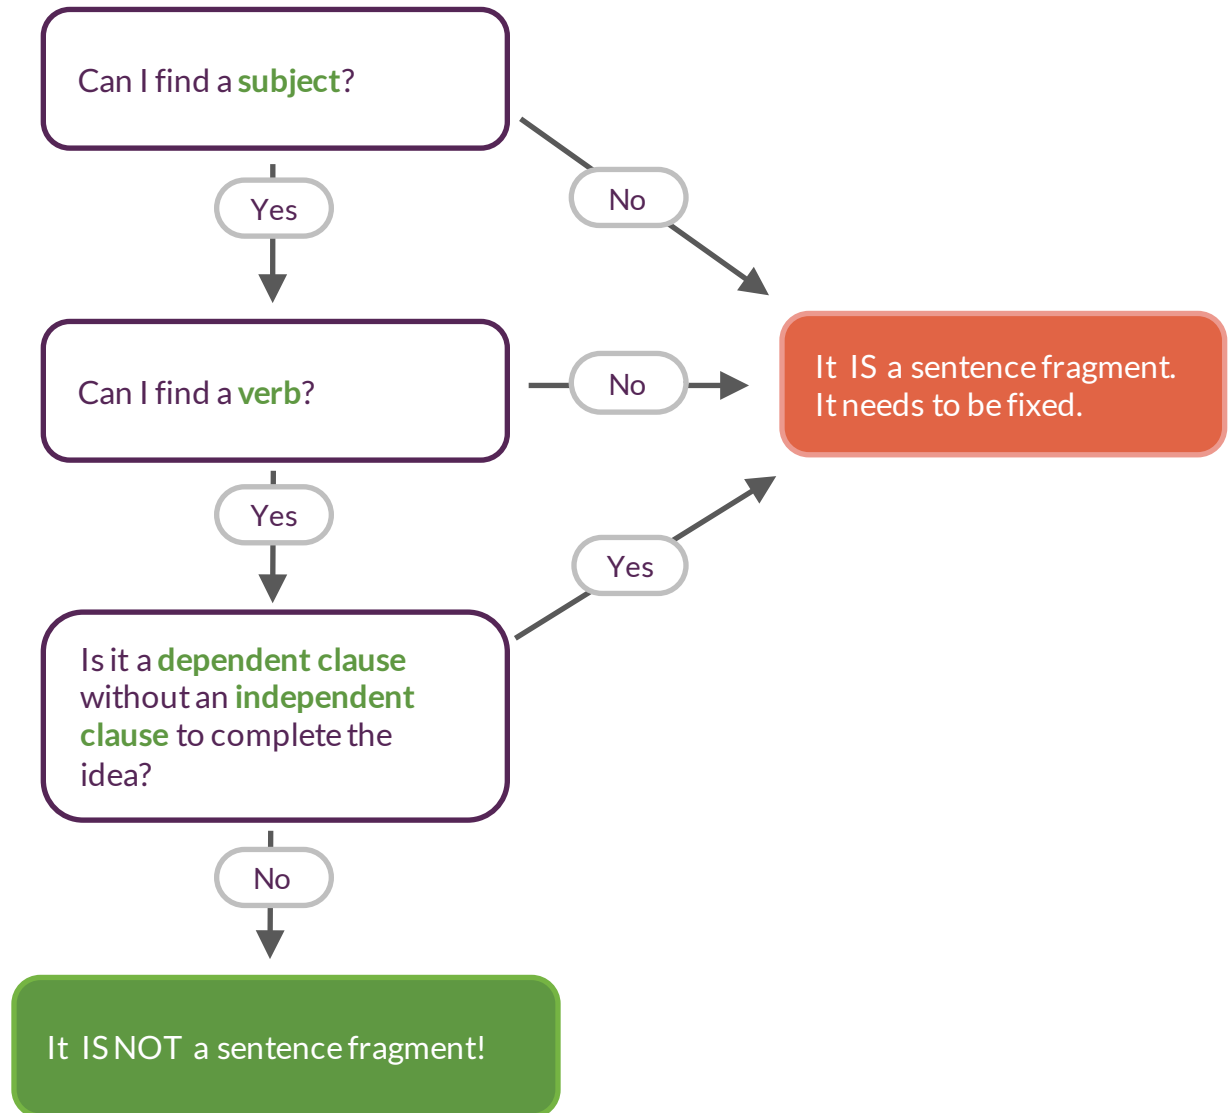 Can I find a subject?
No
Yes
Can I find a verb?
No
It IS a sentence fragment.
It needs to be fixed.
Yes
Yes
Is it a dependent clause
without an independent
clause to complete the
idea?
No
It IS NOT a sentence fragment!